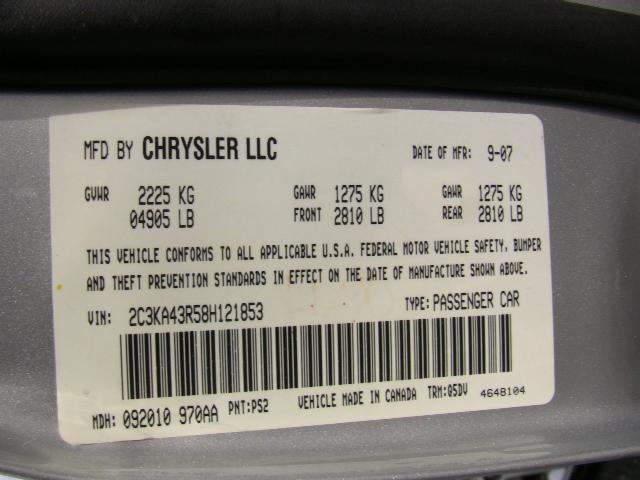 MFD BY CHRYSLER LLC DATE OF MFR: 9-07
GVWR 2225 KG GAWR 1275 KG GAWR 1275 KG
04905 LB FRONT 2810 LB REAR 2810 LB
THIS VEHICLE CONFORMS TO ALL APPLICABLE U.S.A. FEDERAL MOTOR VEHICLE SAFETY, BUMPER
AND THEFT PREVENTION STANDARDS IN EFFECT ON THE DATE OF MANUFACTURE SHOWN ABOVE.
VIN: 2C3KA43R58H121853 TYPE: PASSENGER CAR
MDH: 092010 970AA PNT: PS2 VEHICLE MADE IN CANADA TRM: Q5DV 4648104